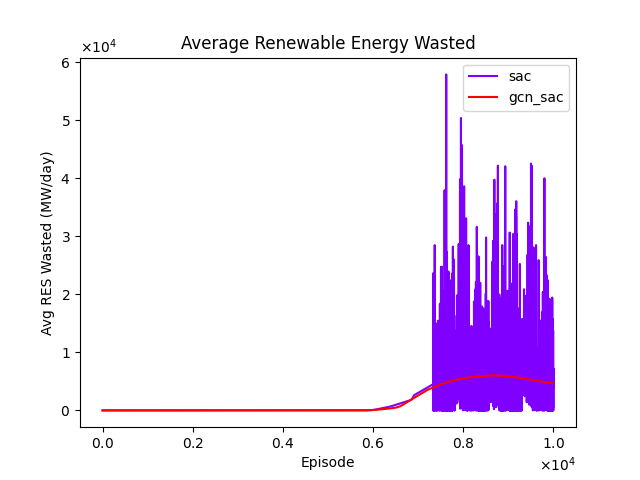 Average Renewable Energy Wasted
×10⁴
sac
gcn_sac
6
5
4
3
2
1
0
Avg RES Wasted (MW/day)
0.0 0.2 0.4 0.6 0.8 1.0
Episode
×10⁴